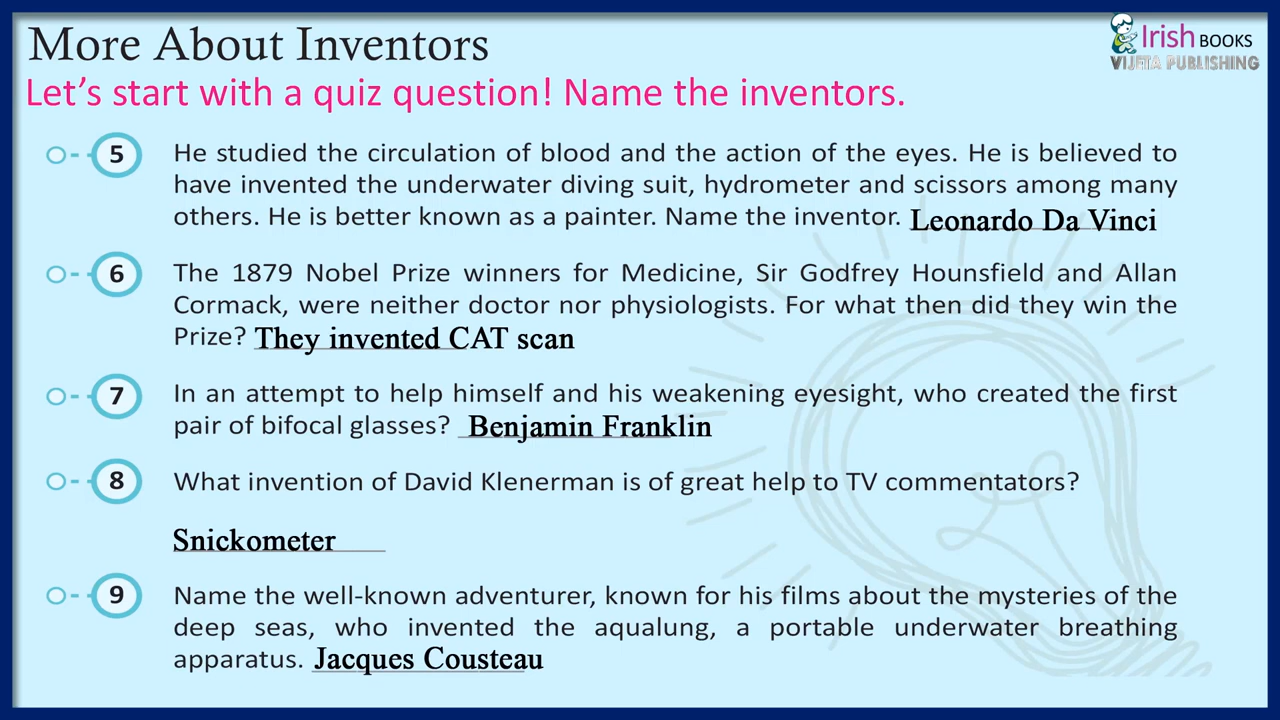 More About Inventors
Irish BOOKS
VIJETA PUBLISHING
Let's start with a quiz question! Name the inventors.
5 He studied the circulation of blood and the action of the eyes. He is believed to
have invented the underwater diving suit, hydrometer and scissors among many
others. He is better known as a painter. Name the inventor. Leonardo Da Vinci
6 The 1879 Nobel Prize winners for Medicine, Sir Godfrey Hounsfield and Allan
Cormack, were neither doctor nor physiologists. For what then did they win the
Prize? They invented CAT scan
7 In an attempt to help himself and his weakening eyesight, who created the first
pair of bifocal glasses? Benjamin Franklin
8 What invention of David Klenerman is of great help to TV commentators?
Snickometer
9 Name the well-known adventurer, known for his films about the mysteries of the
deep seas, who invented the aqualung, a portable underwater breathing
apparatus. Jacques Cousteau